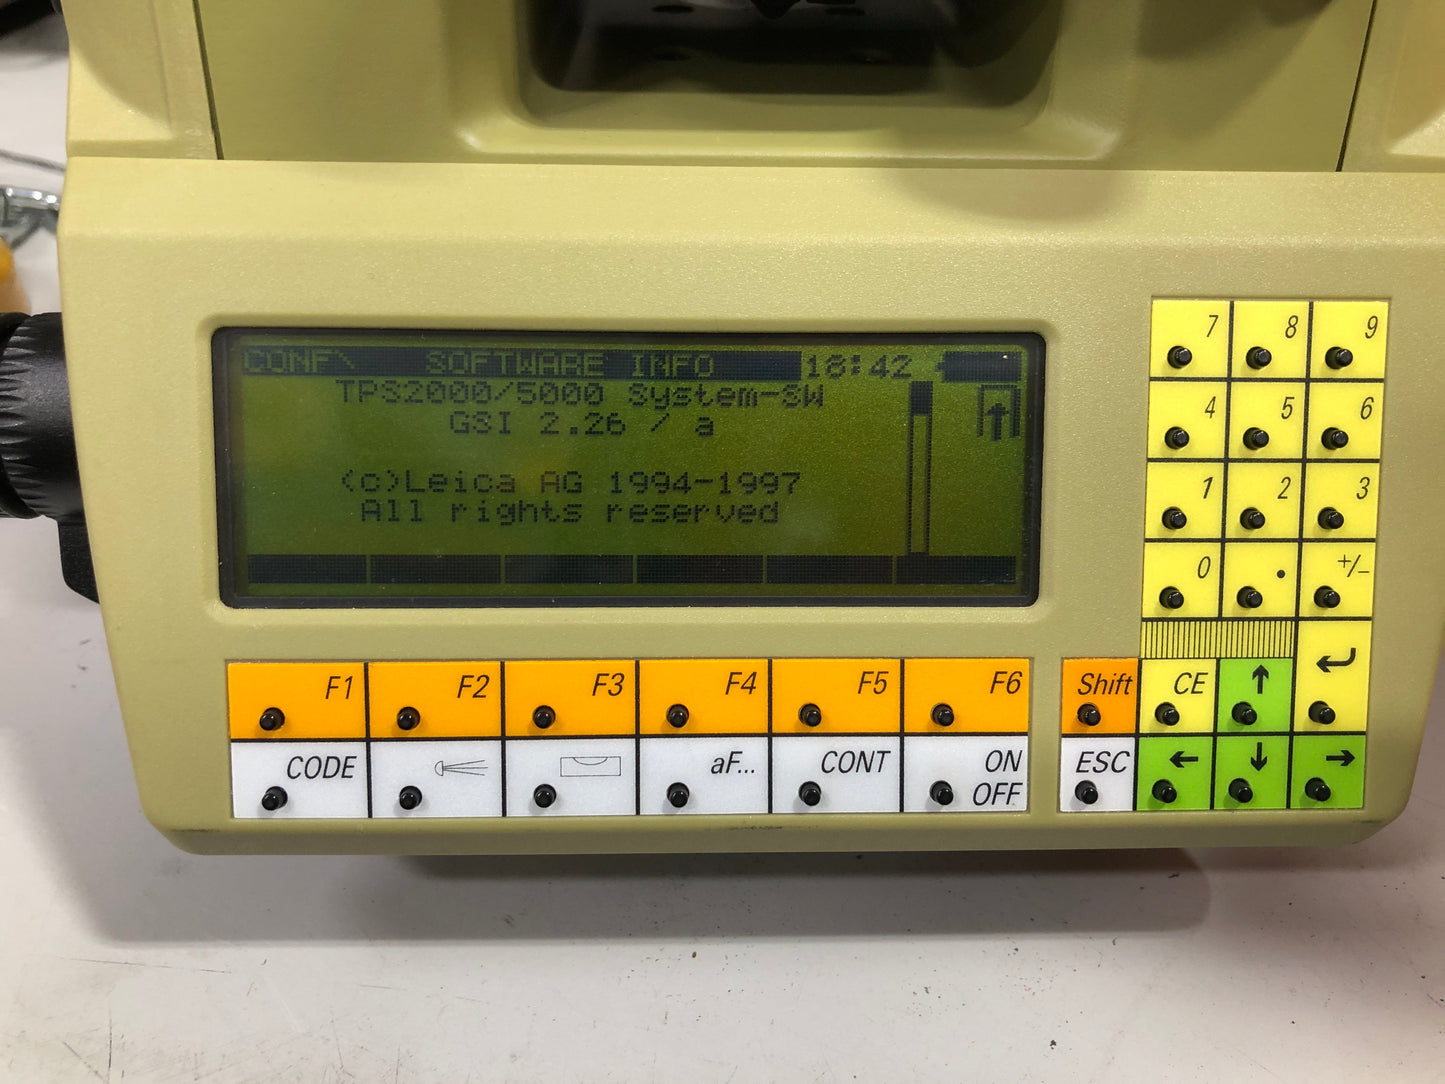 CONF\ SOFTWARE INFO 18:42
TPS2000/5000 System-SW
GSI 2.26 / a
(c)Leica AG 1994-1997
All rights reserved
7 8 9
4 5 6
1 2 3
0 . +/-
F1 F2 F3 F4 F5 F6 Shift CE ↑ ↵
CODE aF... CONT ON ESC ← ↓ →
OFF